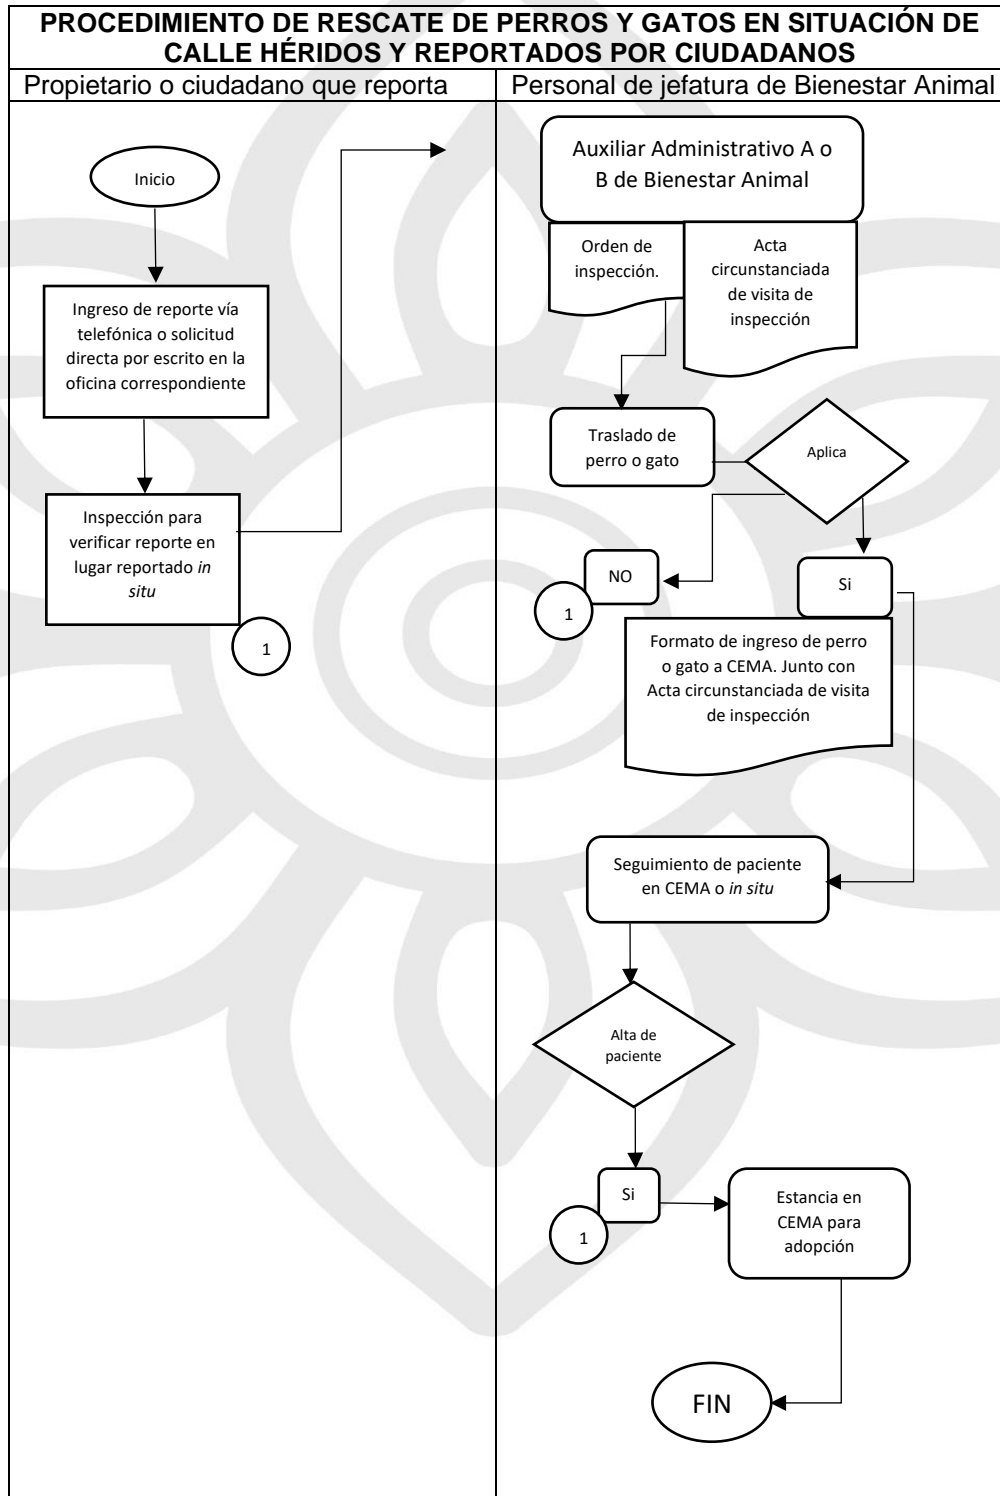 PROCEDIMIENTO DE RESCATE DE PERROS Y GATOS EN SITUACIÓN DE
CALLE HÉRIDOS Y REPORTADOS POR CIUDADANOS
Propietario o ciudadano que reporta
Personal de jefatura de Bienestar Animal
Inicio
Ingreso de reporte vía
telefónica o solicitud
directa por escrito en la
oficina correspondiente
Inspección para
verificar reporte en
lugar reportado in
situ
1
Auxiliar Administrativo A o
B de Bienestar Animal
Orden de
inspección.
Acta
circunstanciada
de visita de
inspección
Traslado de
perro o gato
Aplica
NO
1
Si
Formato de ingreso de perro
o gato a CEMA. Junto con
Acta circunstanciada de visita
de inspección
Seguimiento de paciente
en CEMA o in situ
Alta de
paciente
Si
1
Estancia en
CEMA para
adopción
FIN